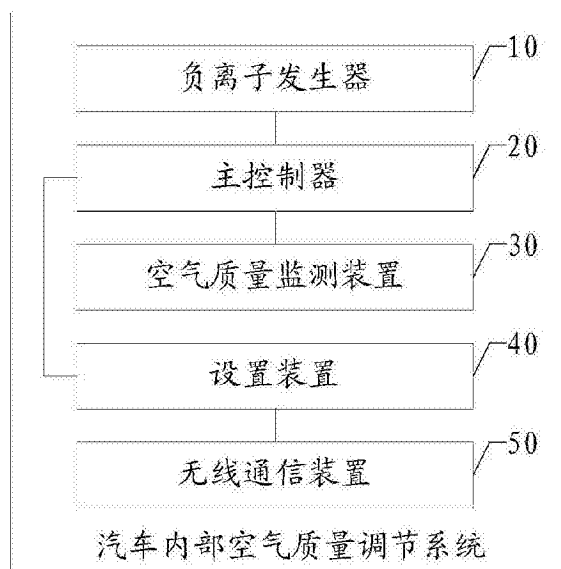 负离子发生器 10
主控制器 20
空气质量监测装置 30
设置装置 40
无线通信装置 50
汽车内部空气质量调节系统